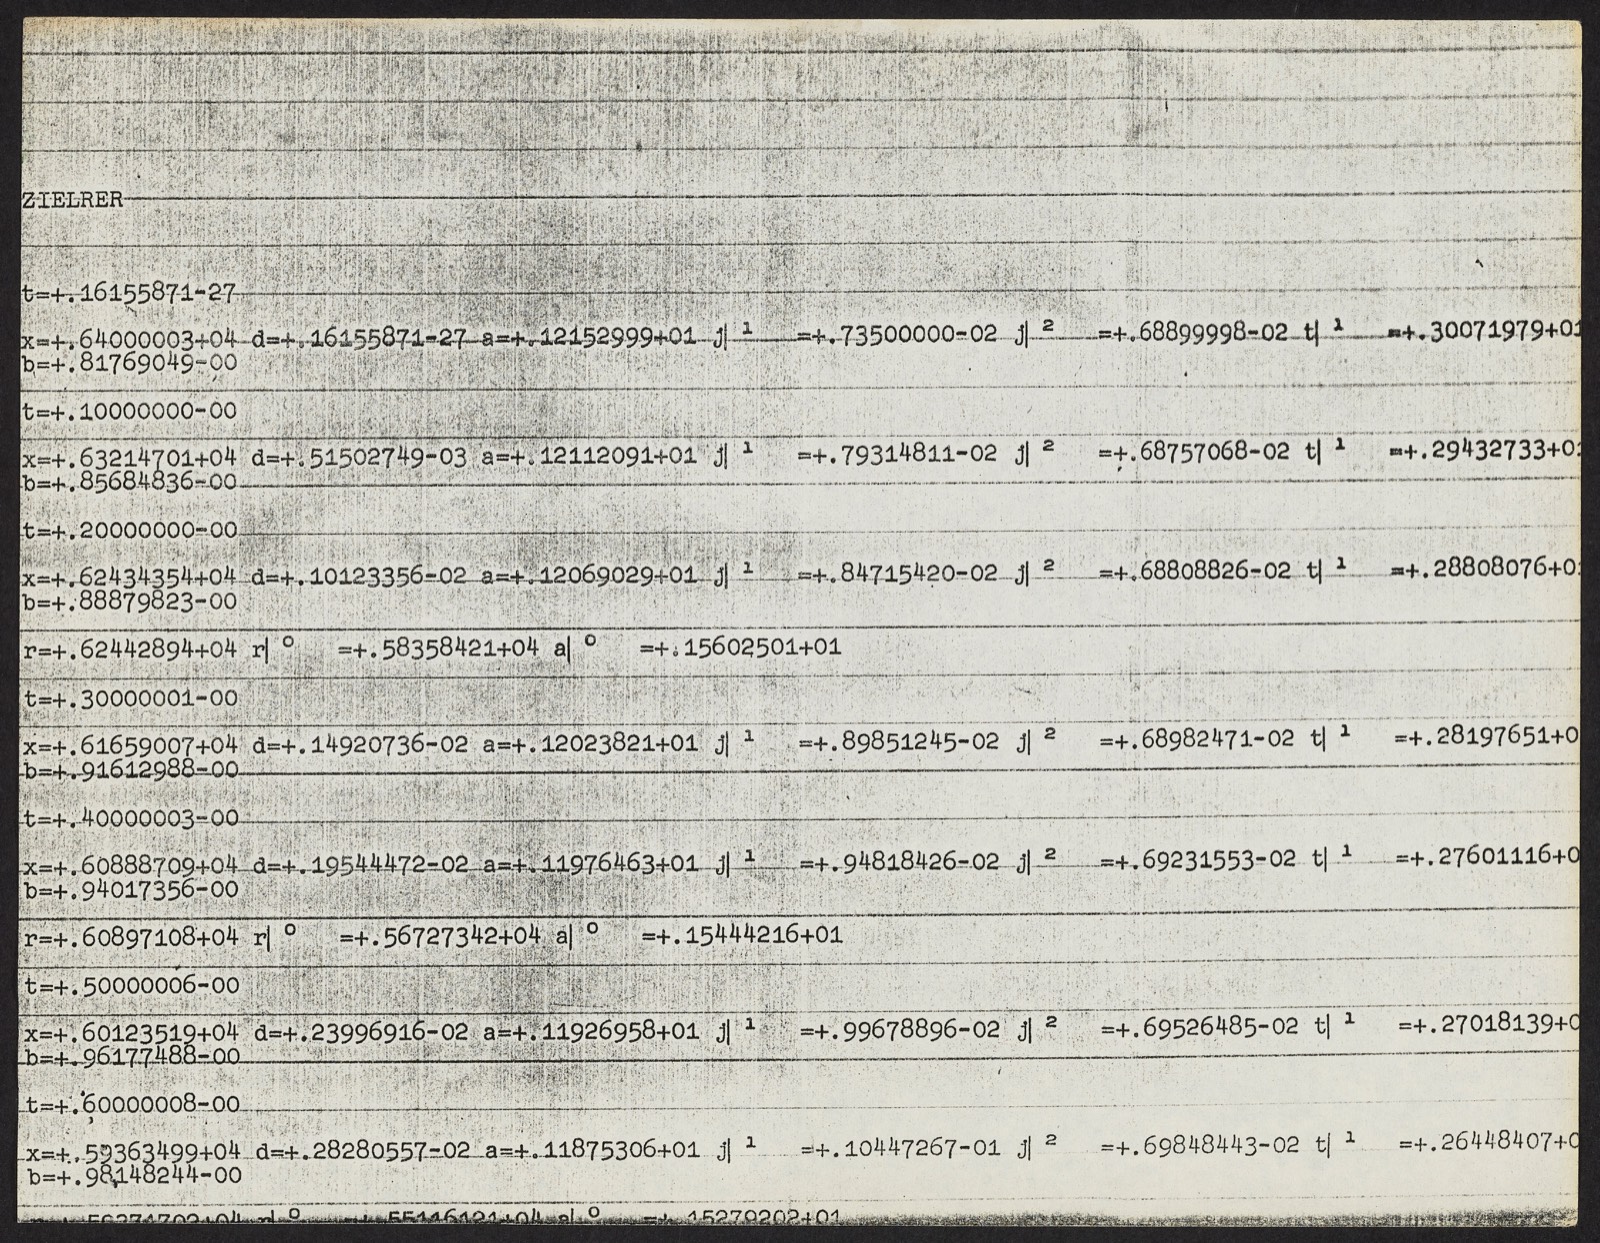 ZIELRER
t=+.16155871-27
x=+.64000003+04 d=+.16155871-27 a=+.12152999+01 j| 1 =+.73500000-02 j| 2 =+.68899998-02 t| 1 =+.30071979+01
b=+.81769049-00
t=+.10000000-00
x=+.63214701+04 d=+.51502749-03 a=+.12112091+01 j| 1 =+.79314811-02 j| 2 =+.68757068-02 t| 1 =+.29432733+0
b=+.85684836-00
t=+.20000000-00
x=+.62434354+04 d=+.10123356-02 a=+.12069029+01 j| 1 =+.84715420-02 j| 2 =+.68808826-02 t| 1 =+.28808076+0
b=+.88879823-00
r=+.62442894+04 r| o =+.58358421+04 a| o =+.15602501+01
t=+.30000001-00
x=+.61659007+04 d=+.14920736-02 a=+.12023821+01 j| 1 =+.89851245-02 j| 2 =+.68982471-02 t| 1 =+.28197651+0
b=+.91612988-00
t=+.40000003-00
x=+.60888709+04 d=+.19544472-02 a=+.11976463+01 j| 1 =+.94818426-02 j| 2 =+.69231553-02 t| 1 =+.27601116+0
b=+.94017356-00
r=+.60897108+04 r| o =+.56727342+04 a| o =+.15444216+01
t=+.50000006-00
x=+.60123519+04 d=+.23996916-02 a=+.11926958+01 j| 1 =+.99678896-02 j| 2 =+.69526485-02 t| 1 =+.27018139+0
b=+.96177488-00
t=+.60000008-00
x=+.59363499+04 d=+.28280557-02 a=+.11875306+01 j| 1 =+.10447267-01 j| 2 =+.69848443-02 t| 1 =+.26448407+0
b=+.98148244-00
r| o a| o =+.15270202+01